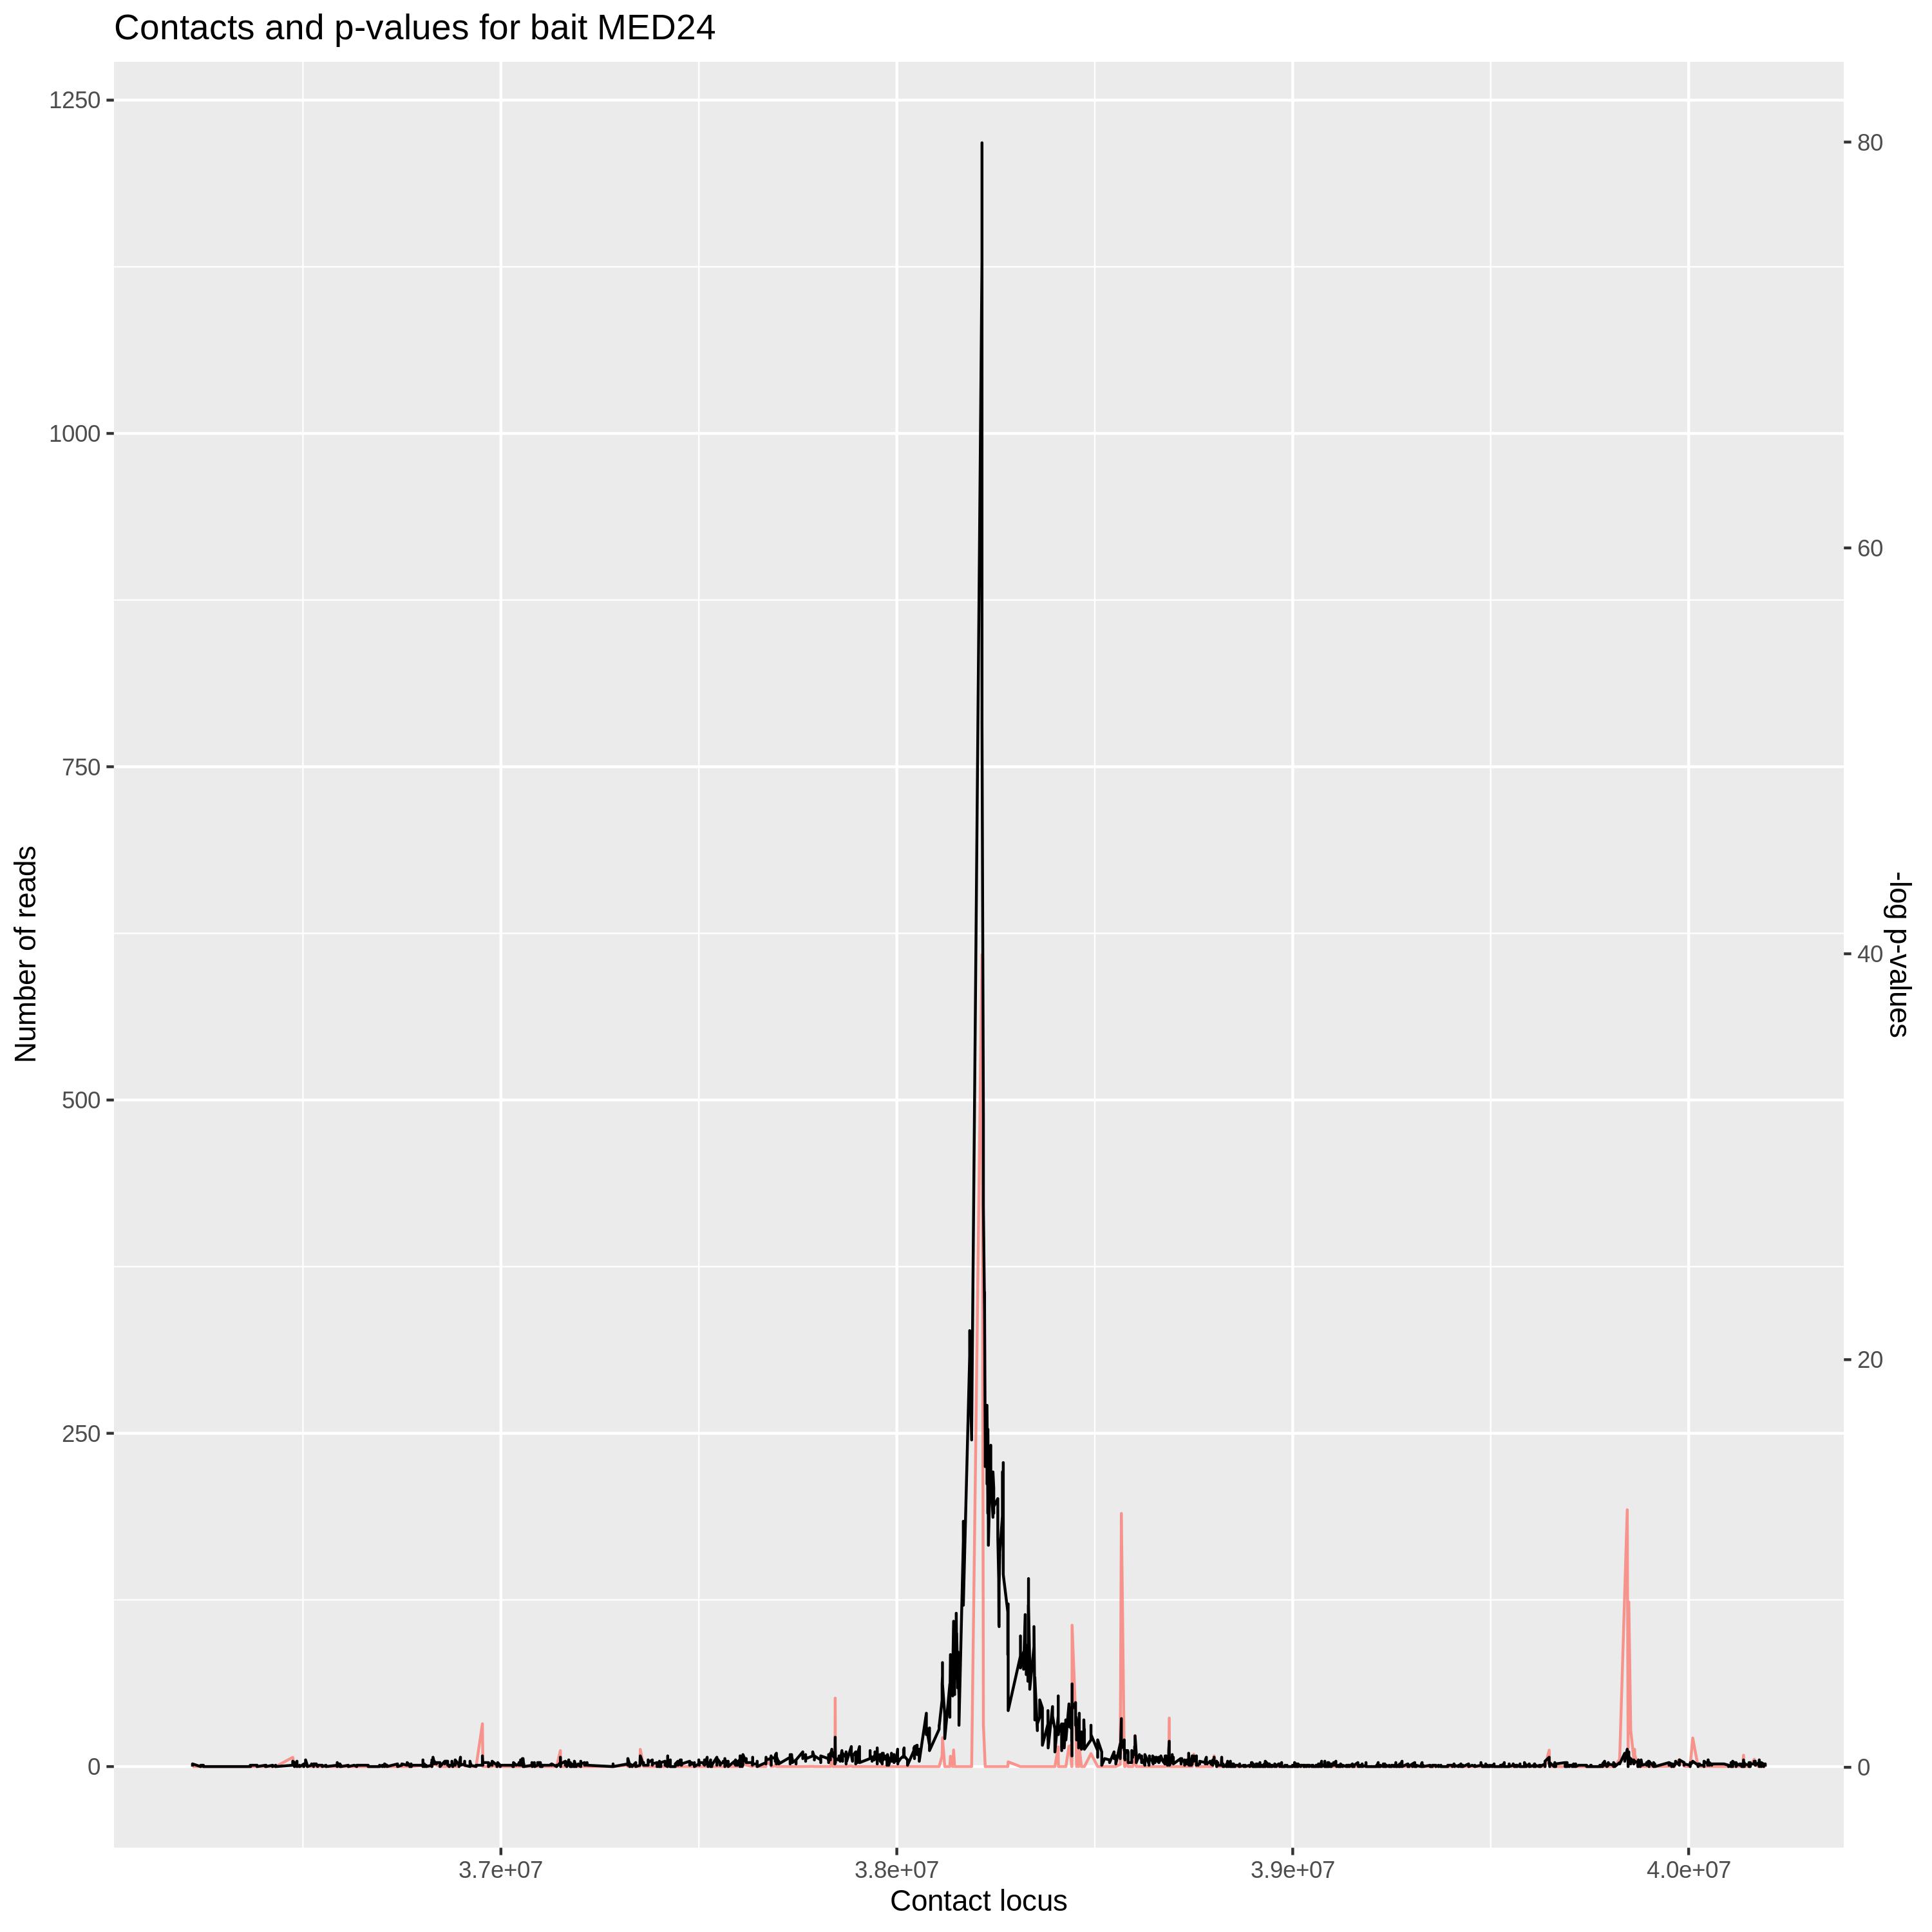 Contacts and p-values for bait MED24
1250
1000
750
500
250
0
Number of reads
80
60
40
20
0
-log p-values
3.7e+07
3.8e+07
3.9e+07
4.0e+07
Contact locus